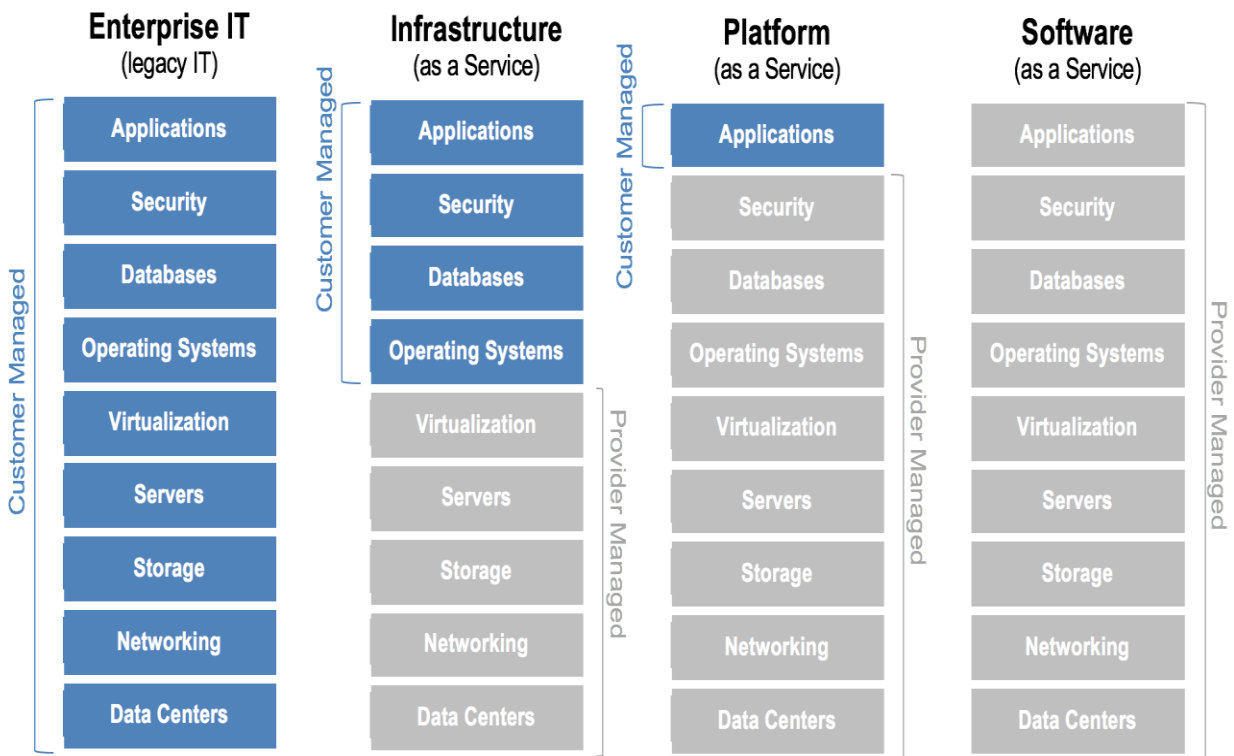 Enterprise IT
(legacy IT)
Customer Managed
Applications
Security
Databases
Operating Systems
Virtualization
Servers
Storage
Networking
Data Centers
Infrastructure
(as a Service)
Customer Managed
Applications
Security
Databases
Operating Systems
Virtualization
Servers
Storage
Networking
Data Centers
Provider Managed
Platform
(as a Service)
Customer Managed
Applications
Security
Databases
Operating Systems
Virtualization
Servers
Storage
Networking
Data Centers
Provider Managed
Software
(as a Service)
Applications
Security
Databases
Operating Systems
Virtualization
Servers
Storage
Networking
Data Centers
Provider Managed